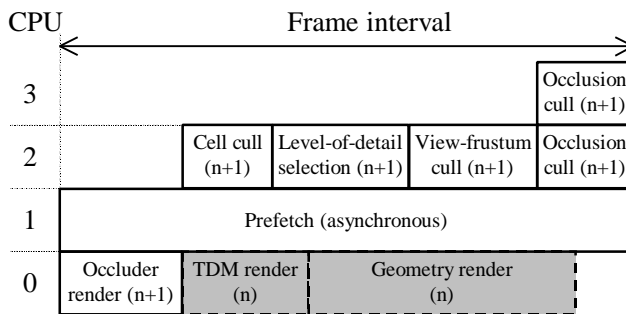 CPU
Frame interval
3
Occlusion
cull (n+1)
2
Cell cull
(n+1)
Level-of-detail
selection (n+1)
View-frustum
cull (n+1)
Occlusion
cull (n+1)
1
Prefetch (asynchronous)
0
Occluder
render (n+1)
TDM render
(n)
Geometry render
(n)